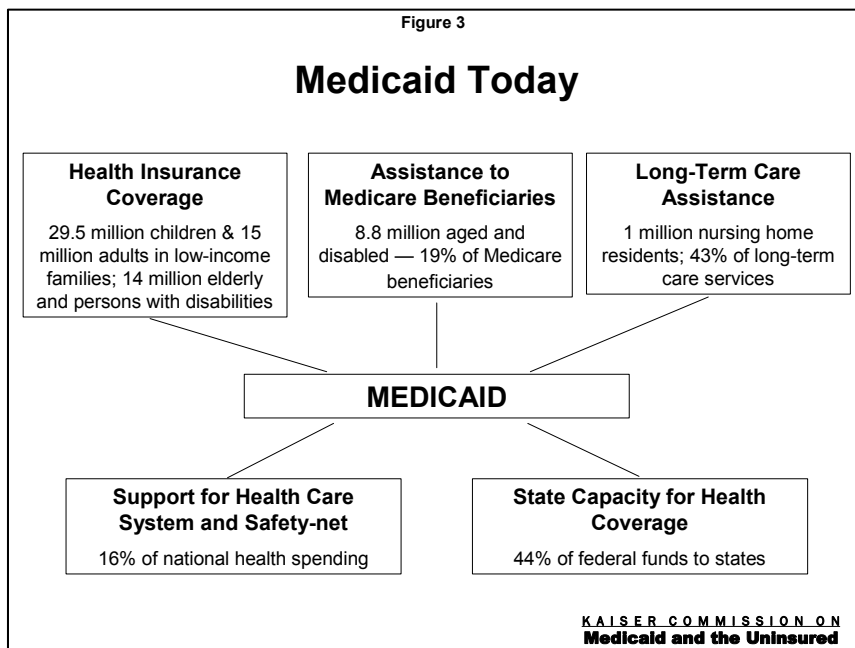 Figure 3
Medicaid Today
Health Insurance
Coverage
29.5 million children & 15
million adults in low-income
families; 14 million elderly
and persons with disabilities
Assistance to
Medicare Beneficiaries
8.8 million aged and
disabled — 19% of Medicare
beneficiaries
Long-Term Care
Assistance
1 million nursing home
residents; 43% of long-term
care services
MEDICAID
Support for Health Care
System and Safety-net
16% of national health spending
State Capacity for Health
Coverage
44% of federal funds to states
KAISER COMMISSION ON
Medicaid and the Uninsured